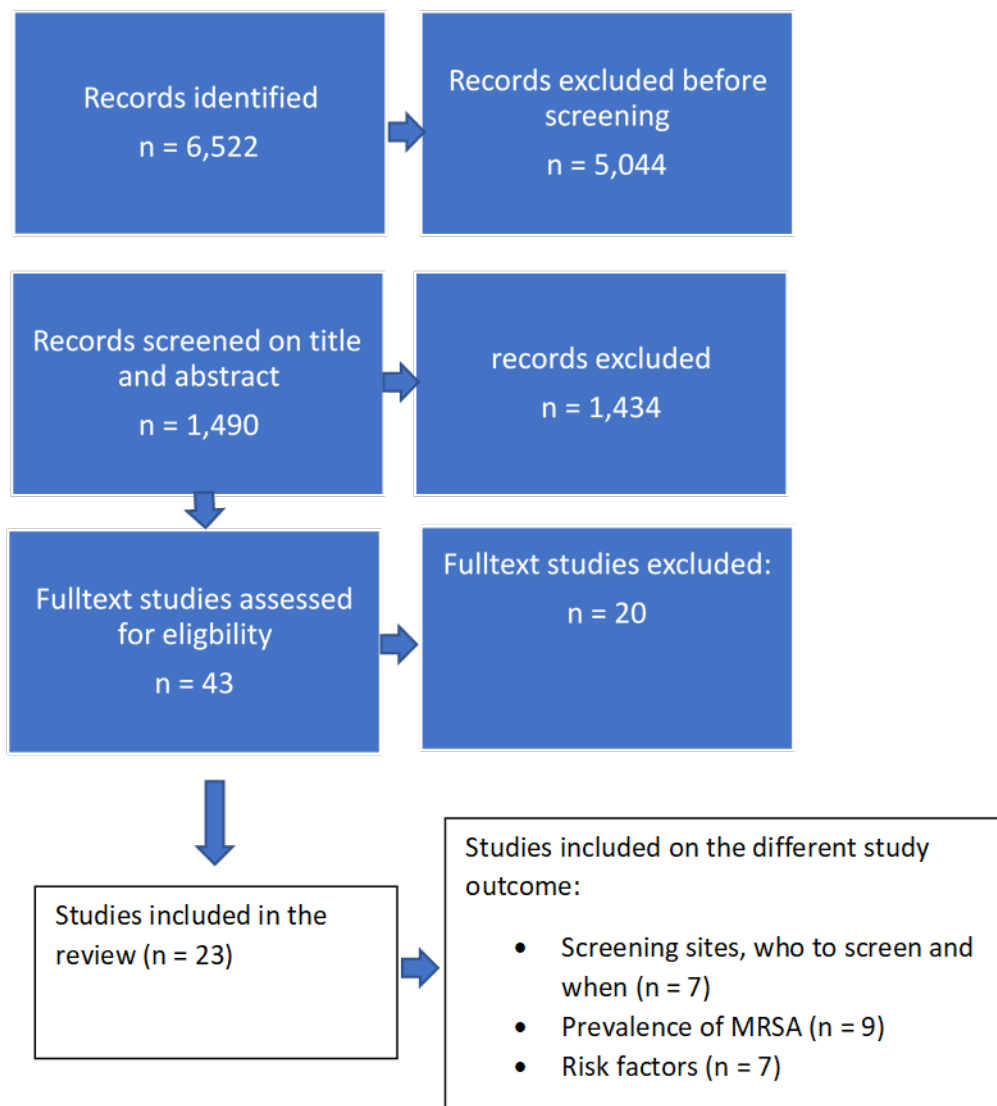 Records identified
n = 6,522
Records excluded before
screening
n = 5,044
Records screened on title
and abstract
n = 1,490
records excluded
n = 1,434
Fulltext studies assessed
for eligbility
n = 43
Fulltext studies excluded:
n = 20
Studies included in the
review (n = 23)
Studies included on the different study
outcome:
• Screening sites, who to screen and
when (n = 7)
• Prevalence of MRSA (n = 9)
• Risk factors (n = 7)